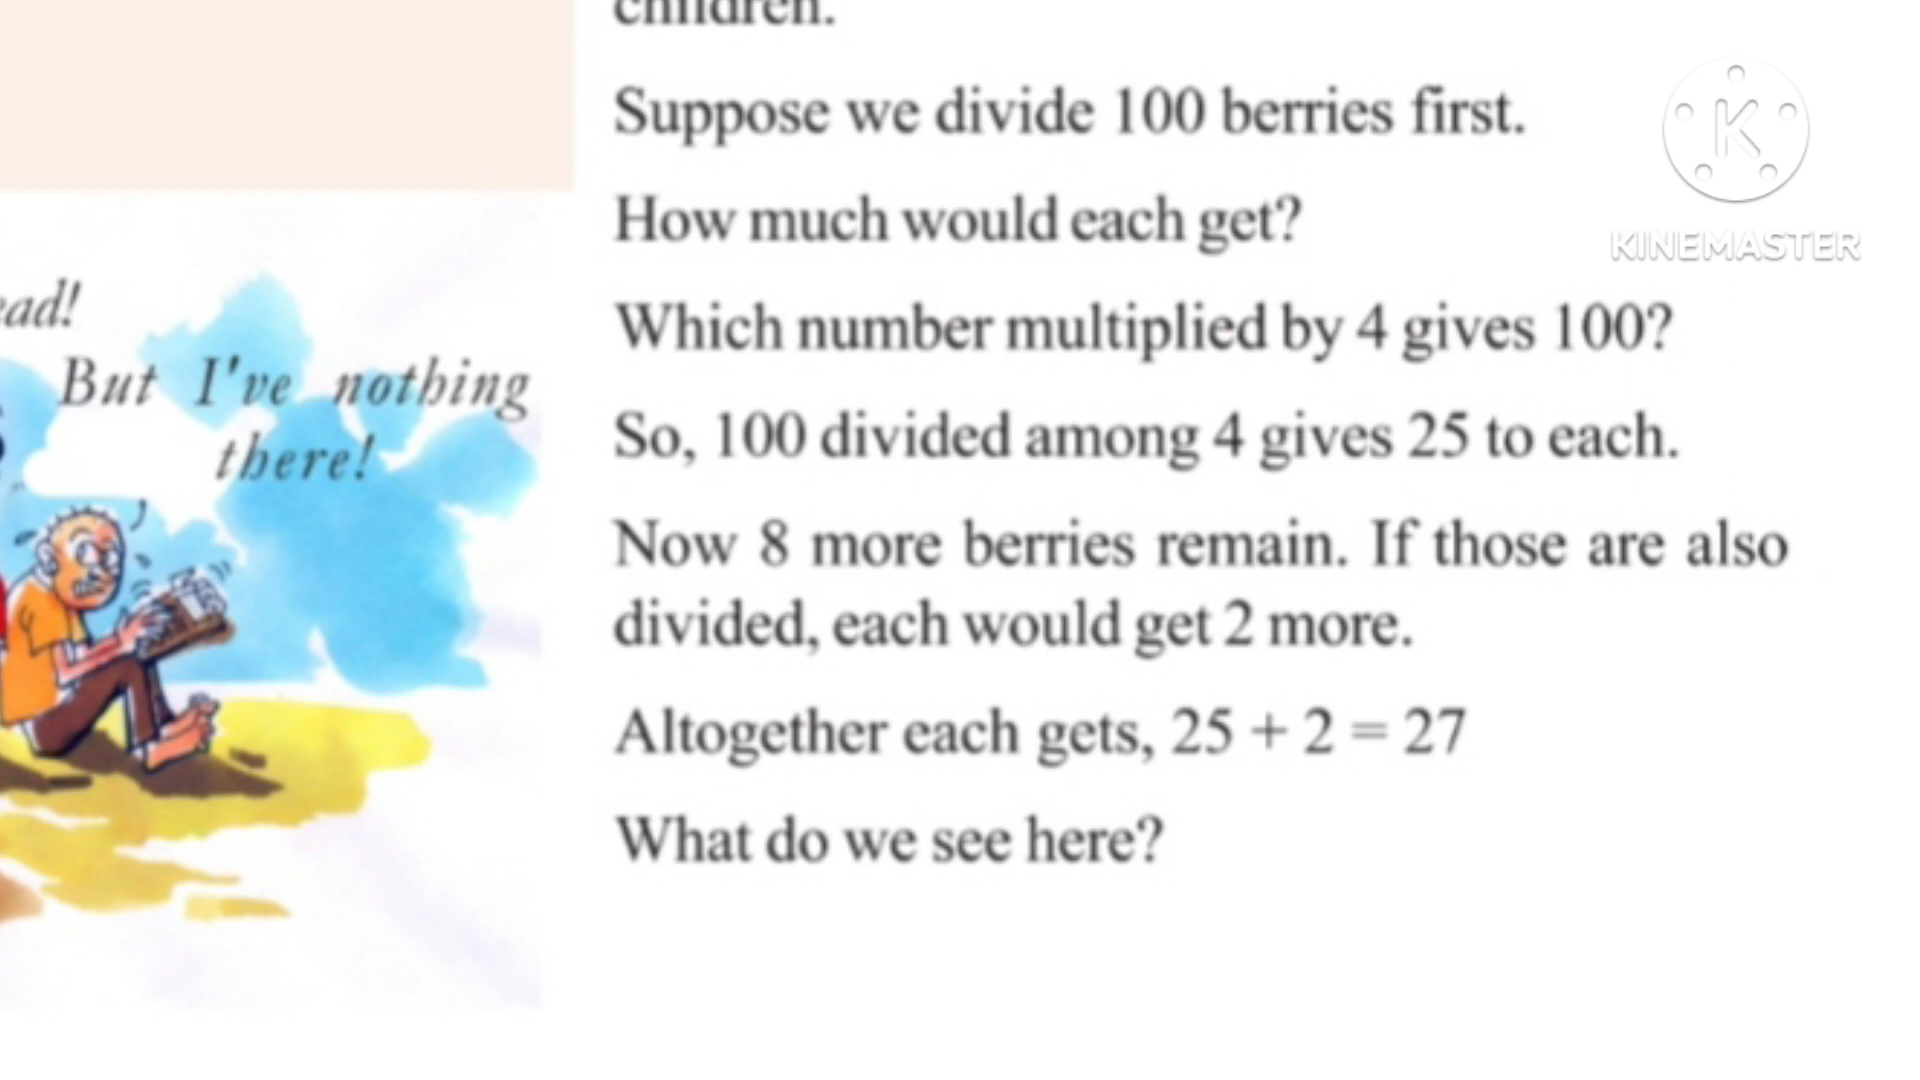 children.
Suppose we divide 100 berries first.
How much would each get?
Which number multiplied by 4 gives 100?
So, 100 divided among 4 gives 25 to each.
Now 8 more berries remain. If those are also
divided, each would get 2 more.
Altogether each gets, 25 + 2 = 27
What do we see here?
But I've nothing
there!
KINEMASTER